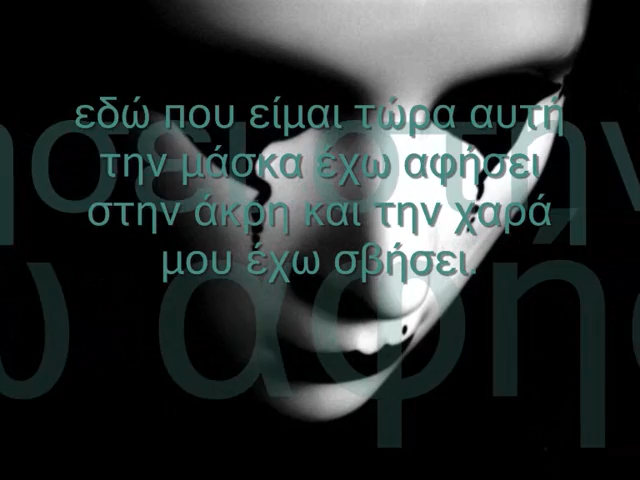 εδώ που είμαι τώρα αυτή
την μάσκα έχω αφήσει
στην άκρη και την χαρά
μου έχω σβήσει.